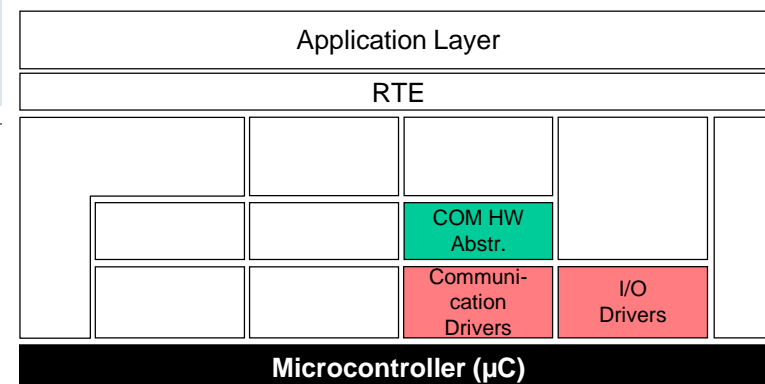 Application Layer
RTE
COM HW
Abstr.
Communi-
cation
Drivers
I/O
Drivers
Microcontroller (µC)